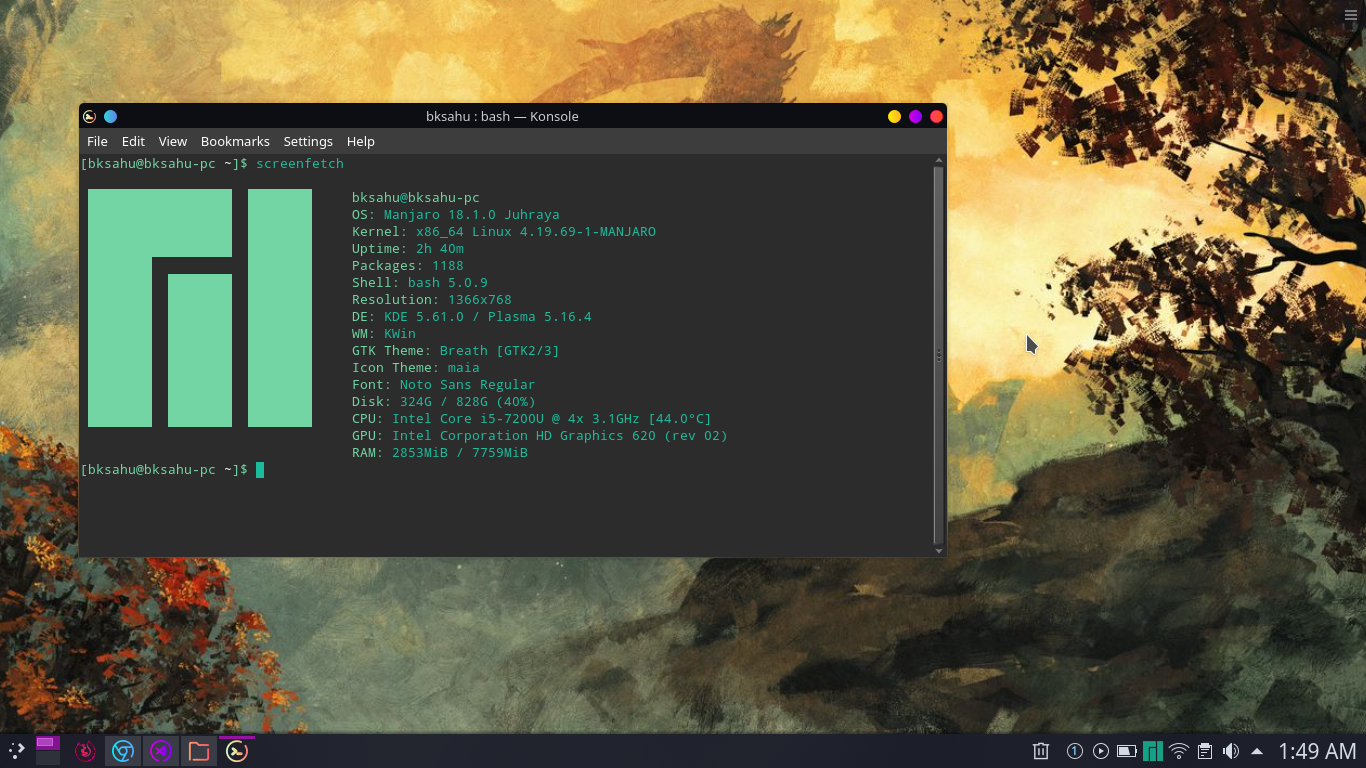 bksahu : bash — Konsole
File Edit View Bookmarks Settings Help
[bksahu@bksahu-pc ~]$ screenfetch
bksahu@bksahu-pc
OS: Manjaro 18.1.0 Juhraya
Kernel: x86_64 Linux 4.19.69-1-MANJARO
Uptime: 2h 40m
Packages: 1188
Shell: bash 5.0.9
Resolution: 1366x768
DE: KDE 5.61.0 / Plasma 5.16.4
WM: KWin
GTK Theme: Breath [GTK2/3]
Icon Theme: maia
Font: Noto Sans Regular
Disk: 324G / 828G (40%)
CPU: Intel Core i5-7200U @ 4x 3.1GHz [44.0°C]
GPU: Intel Corporation HD Graphics 620 (rev 02)
RAM: 2853MiB / 7759MiB
[bksahu@bksahu-pc ~]$
1 1:49 AM